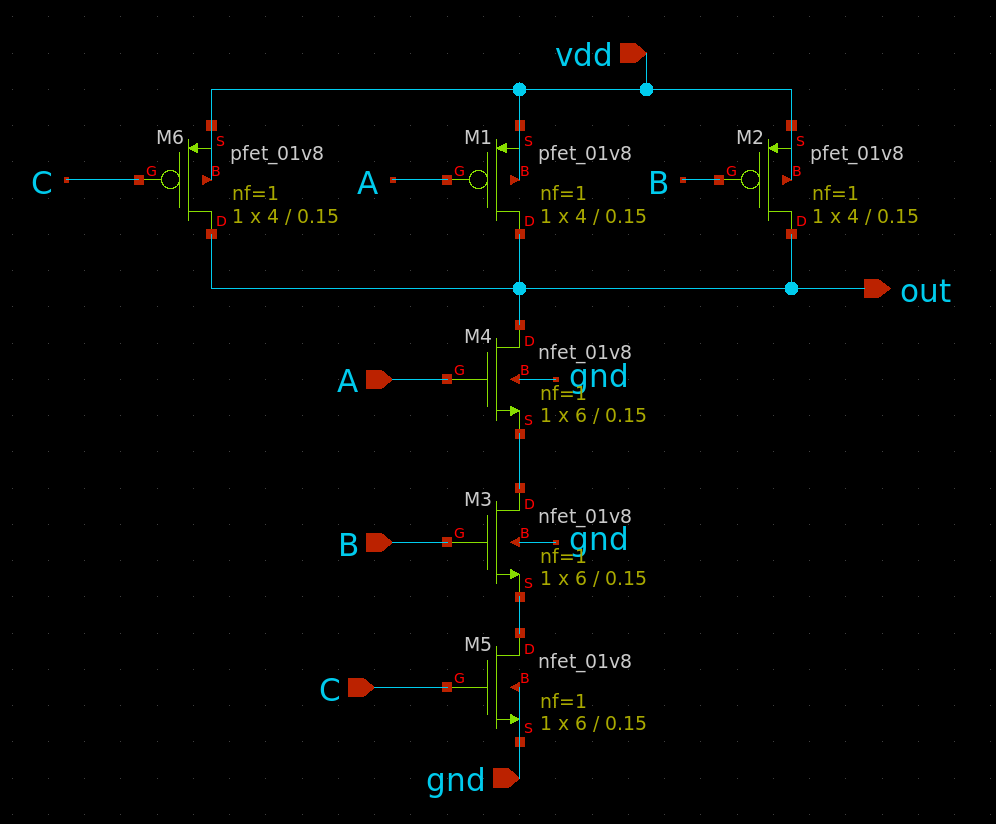 vdd
M6
S
pfet_01v8
C
G
B
nf=1
1 x 4 / 0.15
D
M1
S
pfet_01v8
A
G
B
nf=1
1 x 4 / 0.15
D
M2
S
pfet_01v8
B
G
B
nf=1
1 x 4 / 0.15
D
out
M4
D
nfet_01v8
A
G
B
gnd
nf=1
1 x 6 / 0.15
S
M3
D
nfet_01v8
B
G
B
gnd
nf=1
1 x 6 / 0.15
S
M5
D
nfet_01v8
C
G
B
nf=1
1 x 6 / 0.15
S
gnd